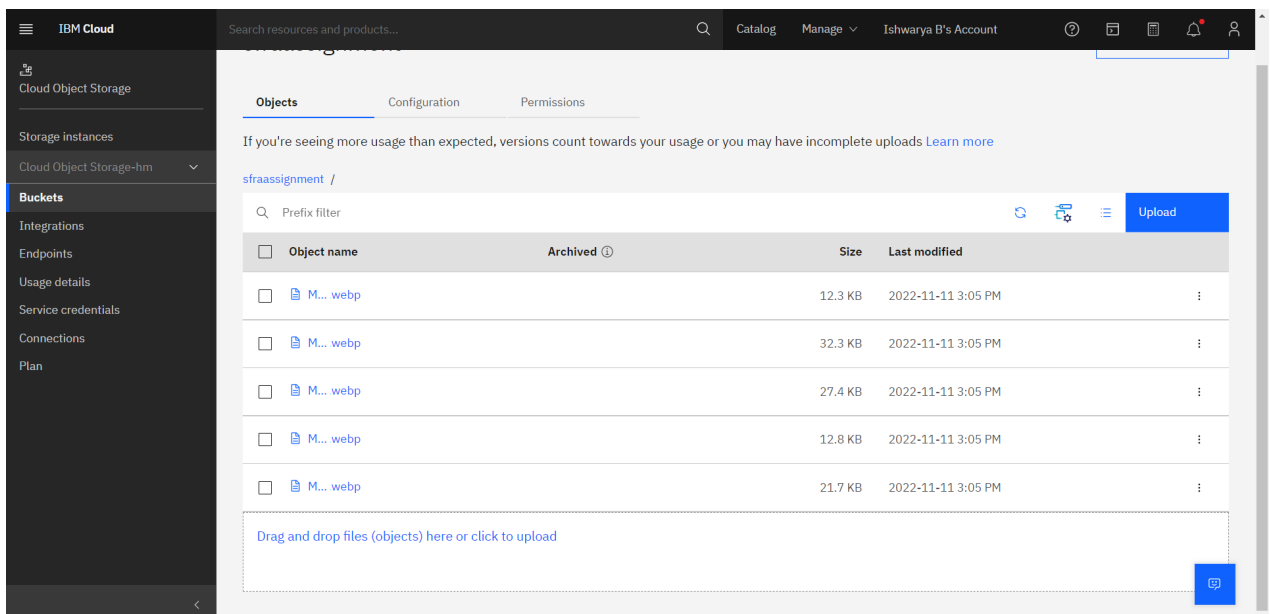 IBM Cloud
Search resources and products...
Catalog
Manage
Ishwarya B's Account
Cloud Object Storage
Storage instances
Cloud Object Storage-hm
Buckets
Integrations
Endpoints
Usage details
Service credentials
Connections
Plan
Objects
Configuration
Permissions
If you're seeing more usage than expected, versions count towards your usage or you may have incomplete uploads Learn more
sfraassignment /
Prefix filter
Upload
Object name Archived Size Last modified
M... webp 12.3 KB 2022-11-11 3:05 PM
M... webp 32.3 KB 2022-11-11 3:05 PM
M... webp 27.4 KB 2022-11-11 3:05 PM
M... webp 12.8 KB 2022-11-11 3:05 PM
M... webp 21.7 KB 2022-11-11 3:05 PM
Drag and drop files (objects) here or click to upload